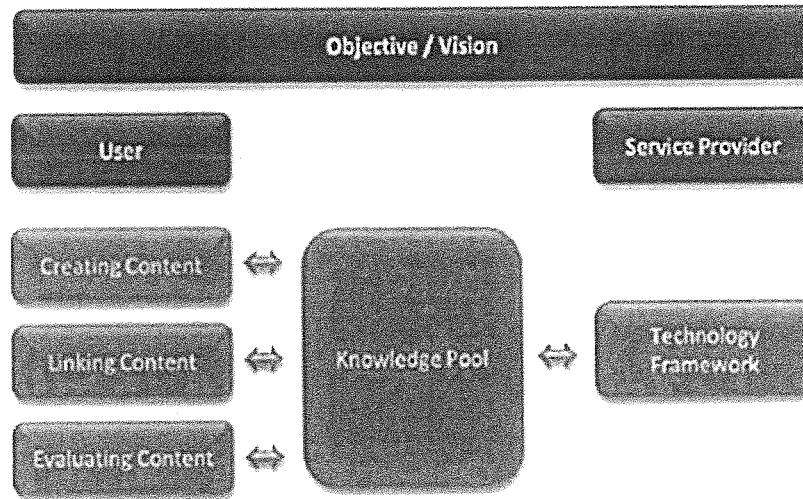 Objective / Vision
User
Service Provider
Creating Content
Linking Content
Knowledge Pool
Technology
Framework
Evaluating Content